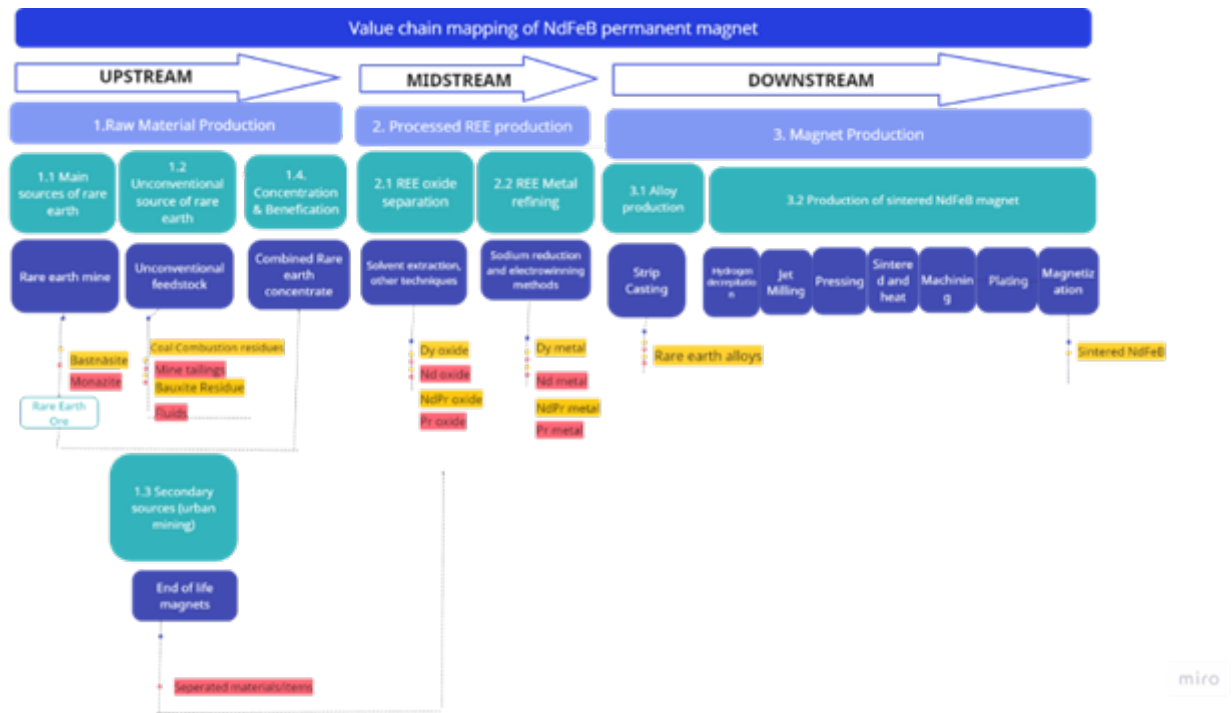 Value chain mapping of NdFeB permanent magnet
UPSTREAM
MIDSTREAM
DOWNSTREAM
1.Raw Material Production
2. Processed REE production
3. Magnet Production
1.1 Main
sources of rare
earth
1.2
Unconventional
source of rare
earth
1.4.
Concentration
& Benefication
2.1 REE oxide
separation
2.2 REE Metal
refining
3.1 Alloy
production
3.2 Production of sintered NdFeB magnet
Rare earth mine
Unconventional
feedstock
Combined Rare
earth
concentrate
Solvent extraction,
other techniques
Sodium reduction
and electrowinning
methods
Strip
Casting
Hydrogen
decrepitatio
n
Jet
Milling
Pressing
Sintere
d and
heat
Machinin
g
Plating
Magnetiz
ation
Bastnäsite
Monazite
Rare Earth
Ore
Coal Combustion residues
Mine tailings
Bauxite Residue
Fluids
Dy oxide
Nd oxide
NdPr oxide
Pr oxide
Dy metal
Nd metal
NdPr metal
Pr metal
Rare earth alloys
Sintered NdFeB
1.3 Secondary
sources (urban
mining)
End of life
magnets
Seperated materials/items
miro